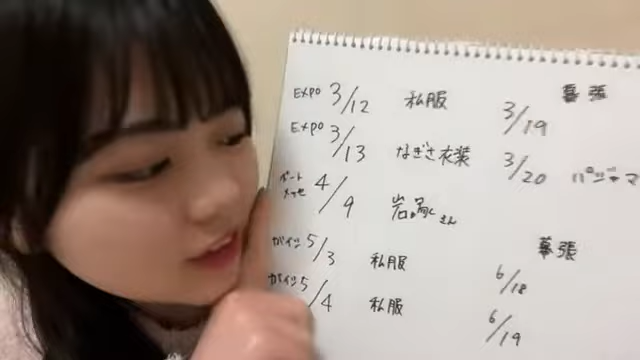 EXPO 3/12 私服
EXPO 3/13 なぎさ衣装
ポートメッセ 4/9 岩﨑さん
ガイシ 5/3 私服
ガイシ 5/4 私服
幕張
3/19
3/20 パジャマ
幕張
6/18
6/19